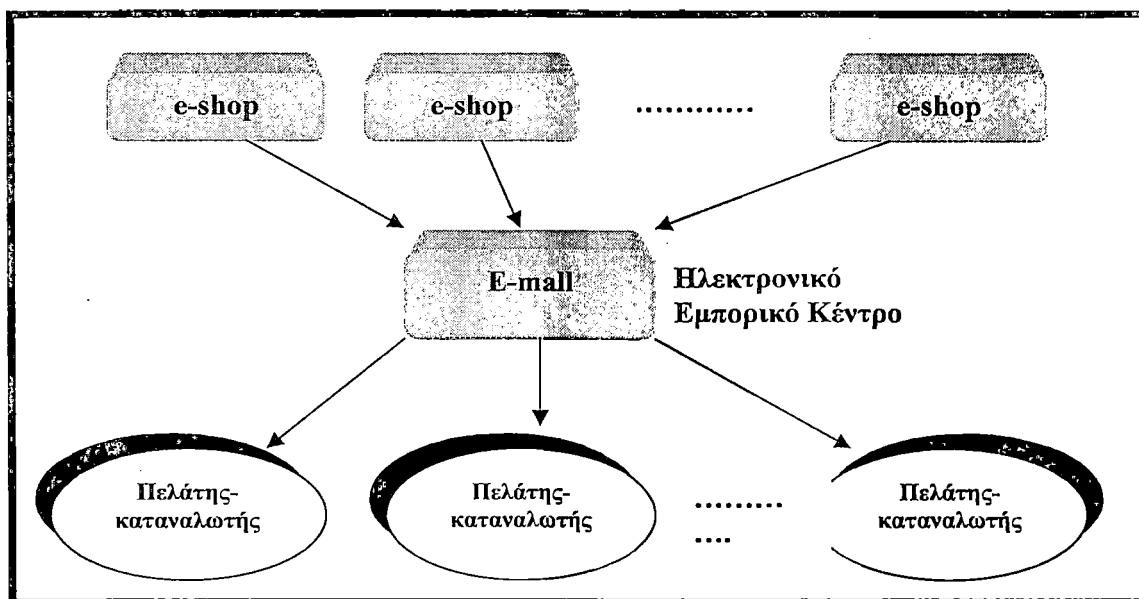 e-shop e-shop ............ e-shop
E-mall
Ηλεκτρονικό
Εμπορικό Κέντρο
Πελάτης-
καταναλωτής
Πελάτης-
καταναλωτής
.........
....
Πελάτης-
καταναλωτής